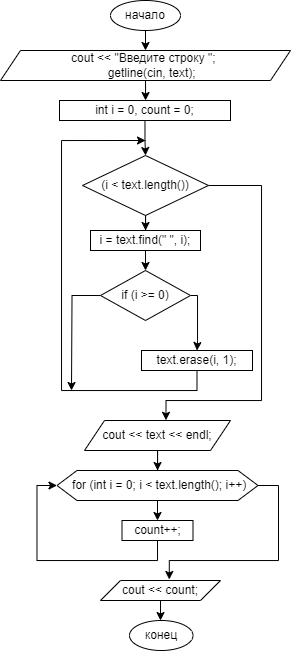 начало
cout << "Введите строку ";
getline(cin, text);
int i = 0, count = 0;
(i < text.length())
i = text.find(" ", i);
if (i >= 0)
text.erase(i, 1);
cout << text << endl;
for (int i = 0; i < text.length(); i++)
count++;
cout << count;
конец